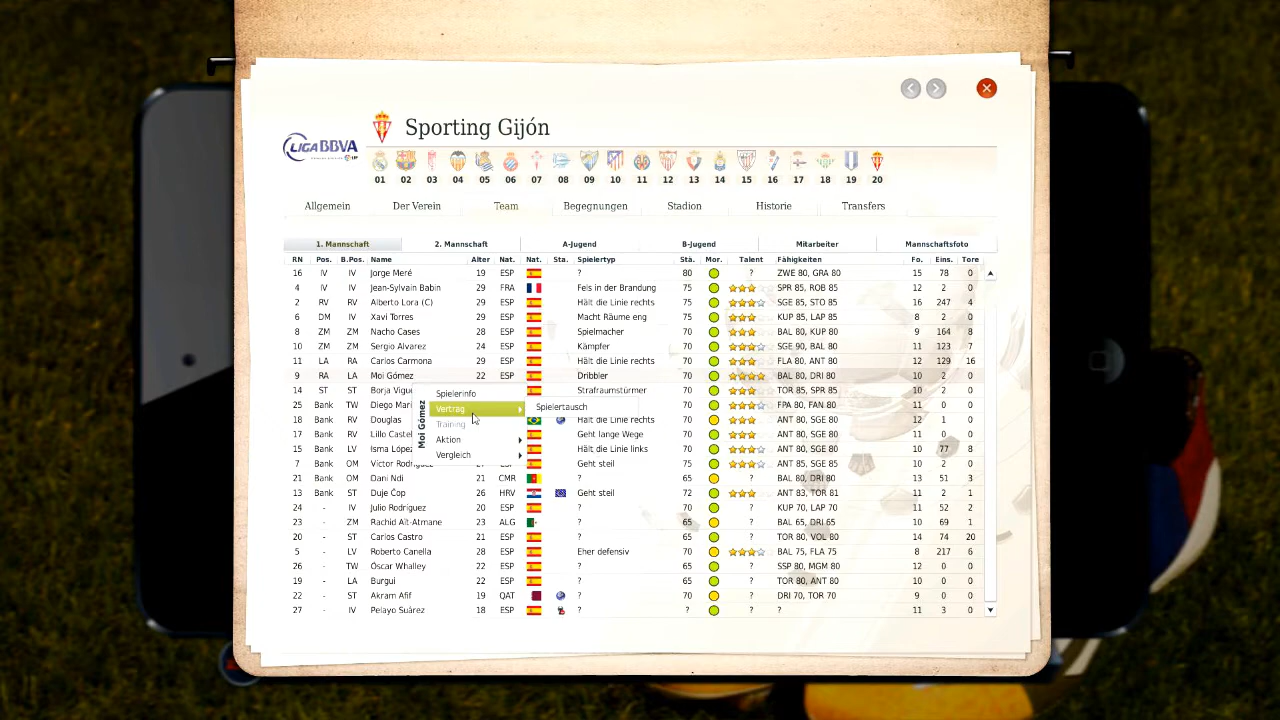 LIGA BBVA
Sporting Gijón
01 02 03 04 05 06 07 08 09 10 11 12 13 14 15 16 17 18 19 20
Allgemein Der Verein Team Begegnungen Stadion Historie Transfers
1. Mannschaft 2. Mannschaft A-Jugend B-Jugend Mitarbeiter Mannschaftsfoto
RN Pos. B.Pos. Name Alter Nat. Nat. Sta. Spielertyp Stä. Mor. Talent Fähigkeiten Fo. Eins. Tore
16 IV IV Jorge Meré 19 ESP ? 80 ? ZWE 80, GRA 80 15 78 0
4 IV IV Jean-Sylvain Babin 29 FRA Fels in der Brandung 75 SPR 85, ROB 85 12 2 0
2 RV RV Alberto Lora (C) 29 ESP Hält die Linie rechts 75 SGE 85, STO 85 16 247 4
6 DM IV Xavi Torres 29 ESP Macht Räume eng 75 KUP 85, LAP 85 8 2 0
8 ZM ZM Nacho Cases 28 ESP Spielmacher 70 BAL 80, KUP 80 9 164 8
10 ZM ZM Sergio Alvarez 24 ESP Kämpfer 70 SGE 90, BAL 80 11 123 7
11 LA RA Carlos Carmona 29 ESP Hält die Linie rechts 70 FLA 80, ANT 80 12 129 16
9 RA LA Moi Gómez 22 ESP Dribbler 70 BAL 80, DRI 80 10 2 0
14 ST ST Borja Strafraumstürmer 70 TOR 85, SPR 85 10 2 0
25 Bank TW Diego 70 FPA 80, FAN 80 11 0 0
18 Bank RV Douglas Hält die Linie rechts 70 ANT 80, SGE 80 12 1 0
17 Bank RV Lillo Geht lange Wege 70 ANT 80, SGE 80 11 0 0
15 Bank LV Isma Hält die Linie links 70 ANT 80, SGE 80 10 77 8
7 Bank OM Víctor Geht steil 75 ANT 85, SGE 85 10 2 0
21 Bank OM Dani Ndi 21 CMR ? 65 ? BAL 80, DRI 80 13 51 3
13 Bank ST Duje Čop 26 HRV Geht steil 72 ANT 83, TOR 81 11 2 0
24 - IV Julio Rodríguez 20 ESP ? 70 ? KUP 70, LAP 70 11 52 2
23 - ZM Rachid Aït-Atmane 23 ALG ? 65 ? BAL 65, DRI 65 10 69 1
20 - ST Carlos Castro 21 ESP ? 65 ? TOR 80, VOL 80 14 74 20
5 - LV Roberto Canella 28 ESP Eher defensiv 70 BAL 75, FLA 75 8 217 6
26 - TW Óscar Whalley 22 ESP ? 65 ? SSP 80, MGM 80 12 0 0
19 - LA Burgui 22 ESP ? 65 ? TOR 80, ANT 80 10 0 0
22 - ST Akram Afif 19 QAT ? 70 ? DRI 70, TOR 70 9 0 0
27 - IV Pelayo Suárez 18 ESP ? ? ? ? 11 3 0
Moi Gómez
Spielerinfo
Vertrag
Spielertausch
Training
Aktion
Vergleich